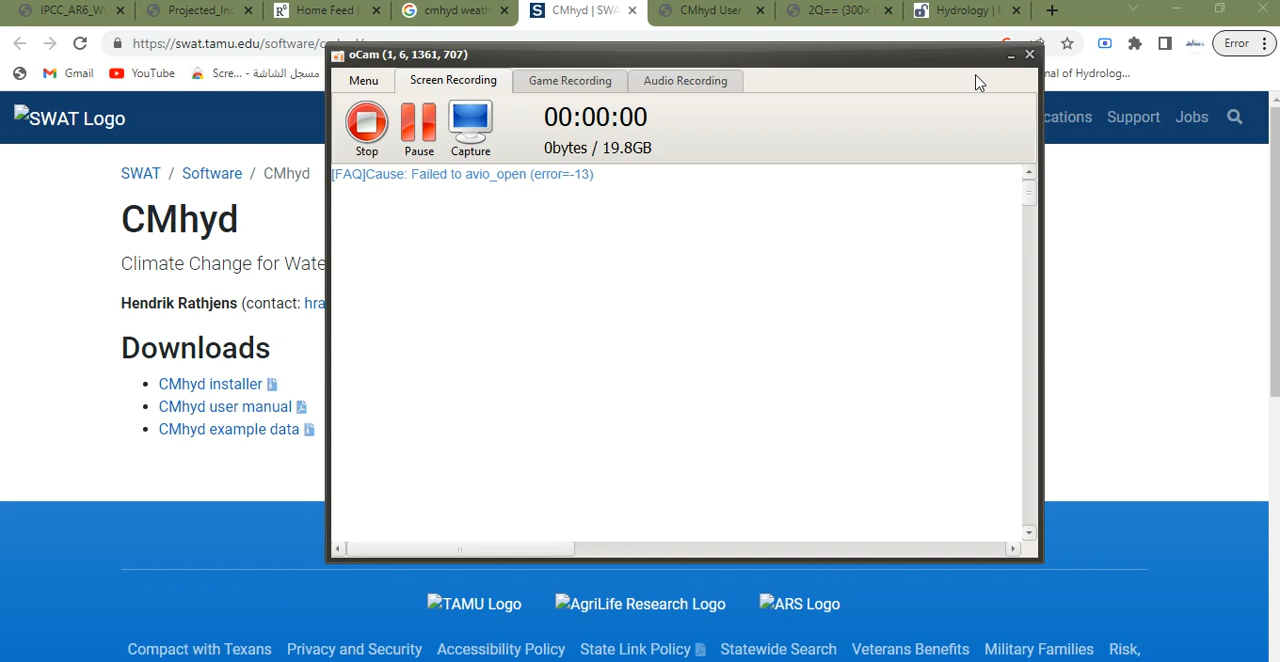 IPCC_AR6_W
Projected_Inc
R⁶ Home Feed
cmhyd weath
S CMhyd | SWA
CMhyd User
2Q== (300×
Hydrology |
https://swat.tamu.edu/software/
Error
Gmail
YouTube
Scre... - مسجل الشاشة
nal of Hydrolog...
oCam (1, 6, 1361, 707)
Menu
Screen Recording
Game Recording
Audio Recording
Stop
Pause
Capture
00:00:00
0bytes / 19.8GB
[FAQ]Cause: Failed to avio_open (error=-13)
SWAT Logo
cations
Support
Jobs
SWAT / Software / CMhyd
CMhyd
Climate Change for Wate
Hendrik Rathjens (contact: hra
Downloads
CMhyd installer
CMhyd user manual
CMhyd example data
TAMU Logo
AgriLife Research Logo
ARS Logo
Compact with Texans
Privacy and Security
Accessibility Policy
State Link Policy
Statewide Search
Veterans Benefits
Military Families
Risk,